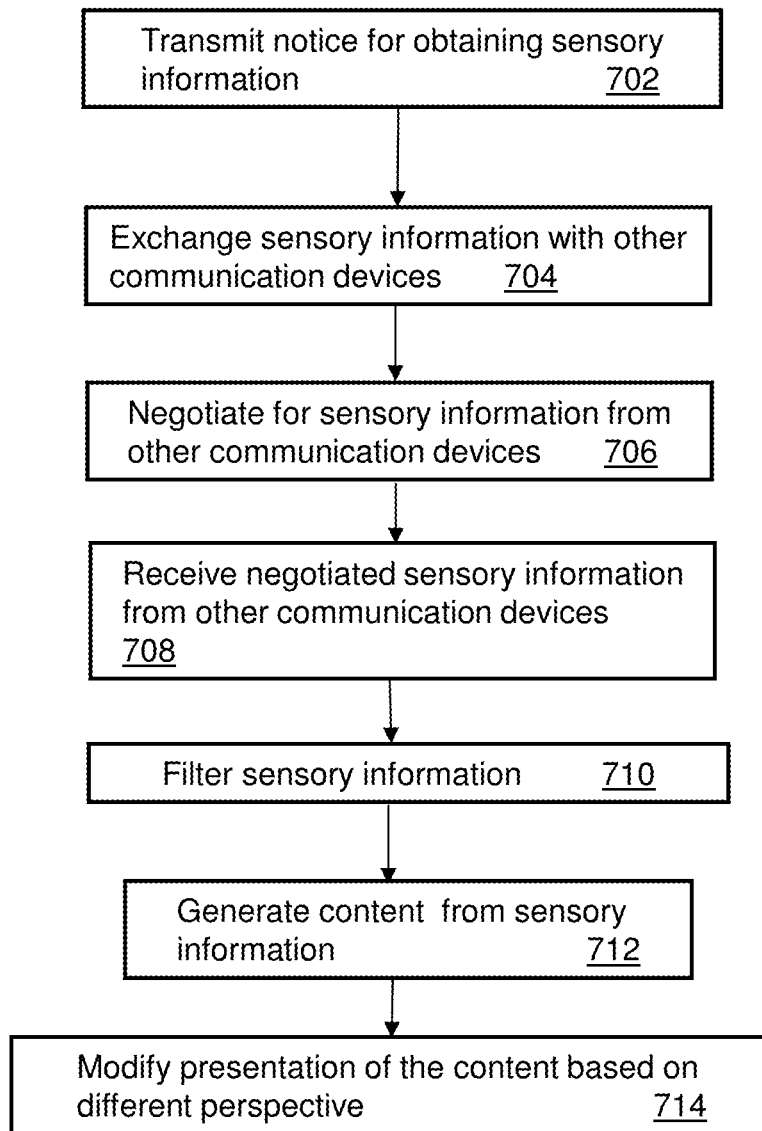 Transmit notice for obtaining sensory
information 702
Exchange sensory information with other
communication devices 704
Negotiate for sensory information from
other communication devices 706
Receive negotiated sensory information
from other communication devices
708
Filter sensory information 710
Generate content from sensory
information 712
Modify presentation of the content based on
different perspective 714